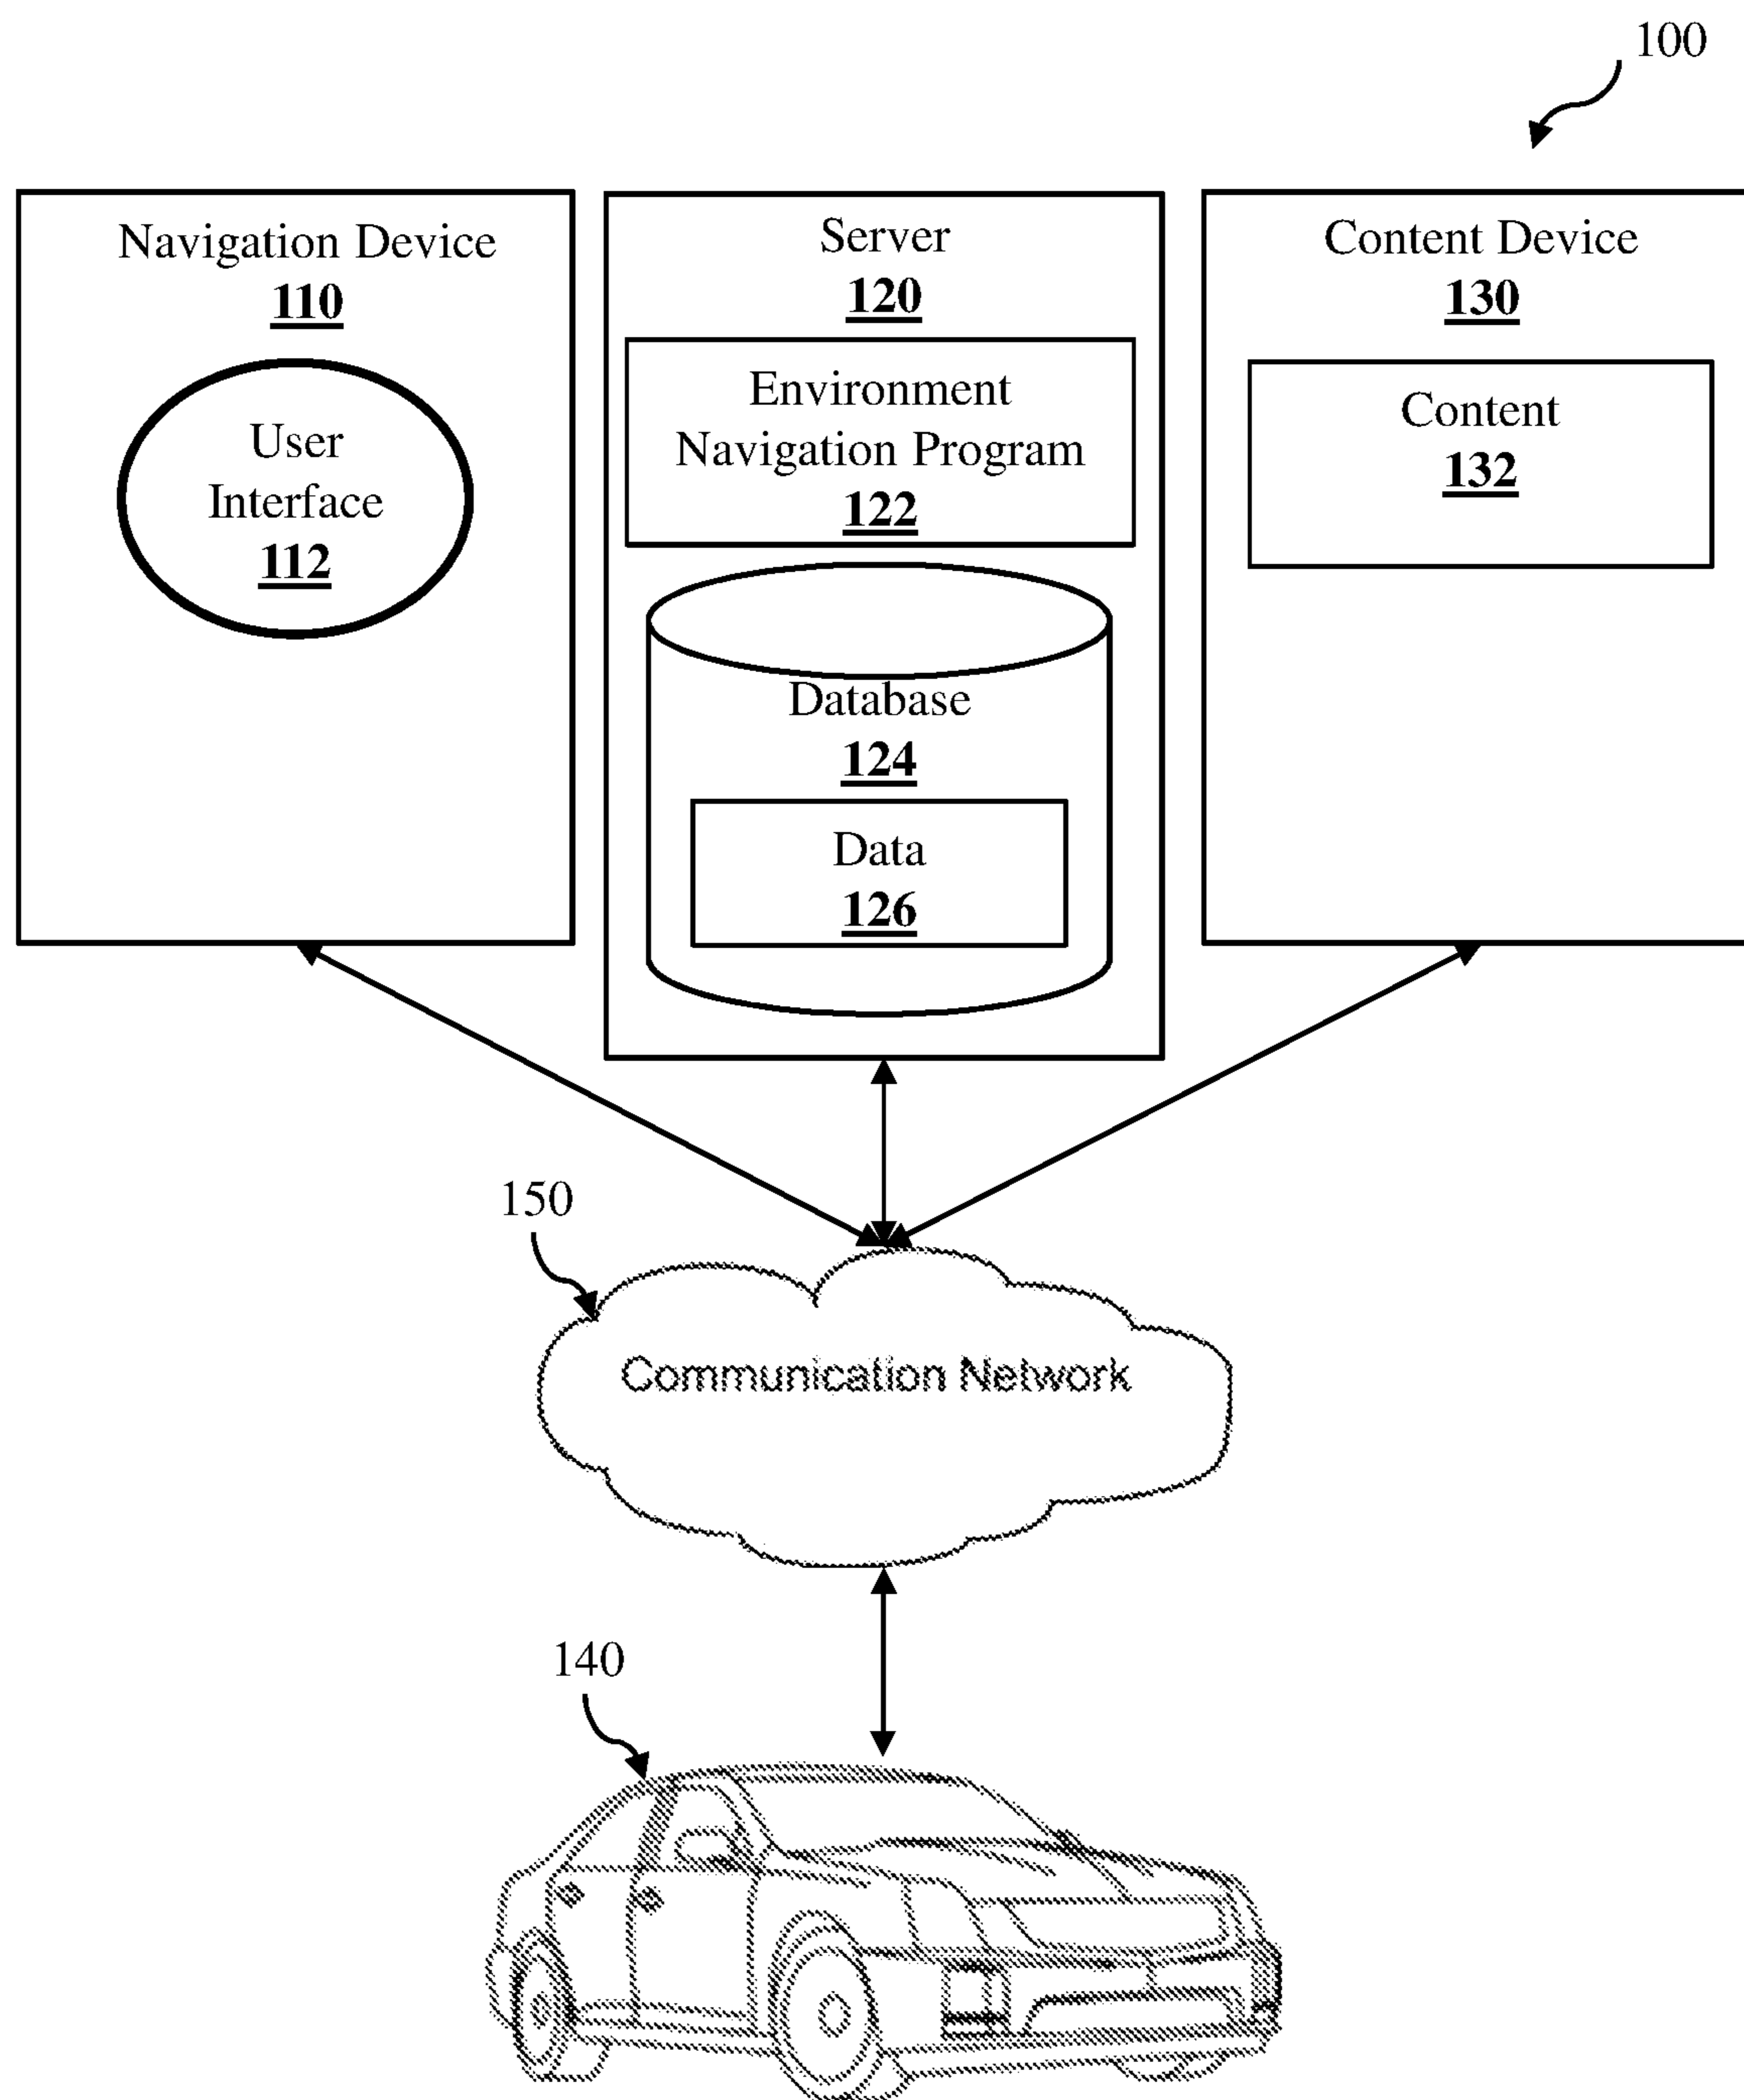 100
Navigation Device
110
User
Interface
112
Server
120
Environment
Navigation Program
122
Database
124
Data
126
Content Device
130
Content
132
150
Communication Network
140